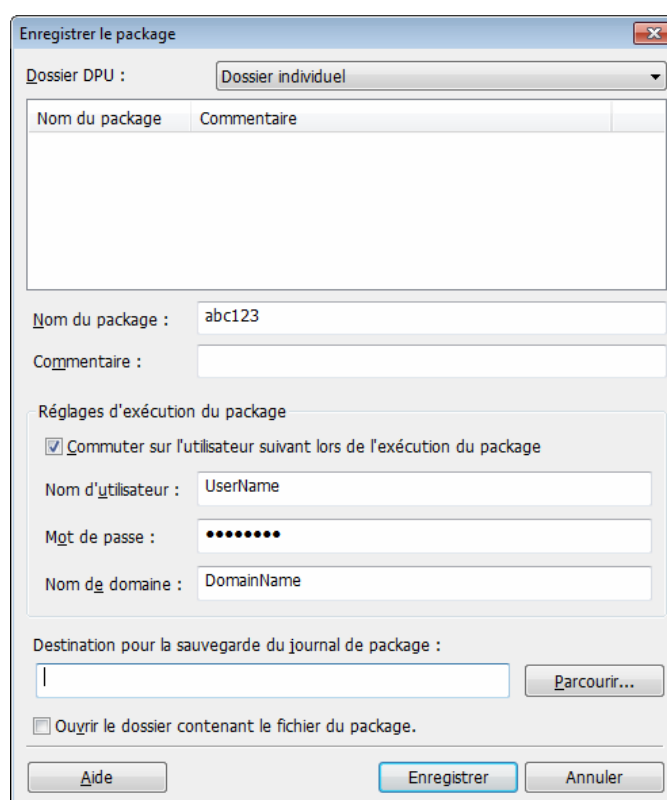 Enregistrer le package
Dossier DPU : Dossier individuel
Nom du package Commentaire
Nom du package : abc123
Commentaire :
Réglages d'exécution du package
Commuter sur l'utilisateur suivant lors de l'exécution du package
Nom d'utilisateur : UserName
Mot de passe : ●●●●●●●●
Nom de domaine : DomainName
Destination pour la sauvegarde du journal de package :
Parcourir...
Ouvrir le dossier contenant le fichier du package.
Aide Enregistrer Annuler